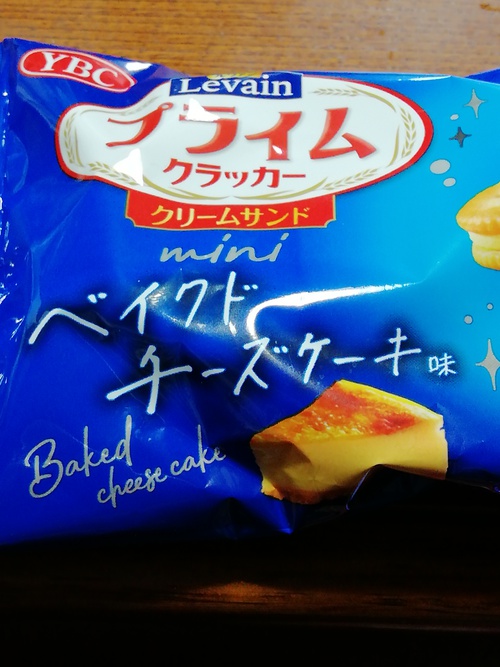 YBC
Levain
プライム
クラッカー
クリームサンド
mini
ベイクド
チーズケーキ味
Baked
cheese cake